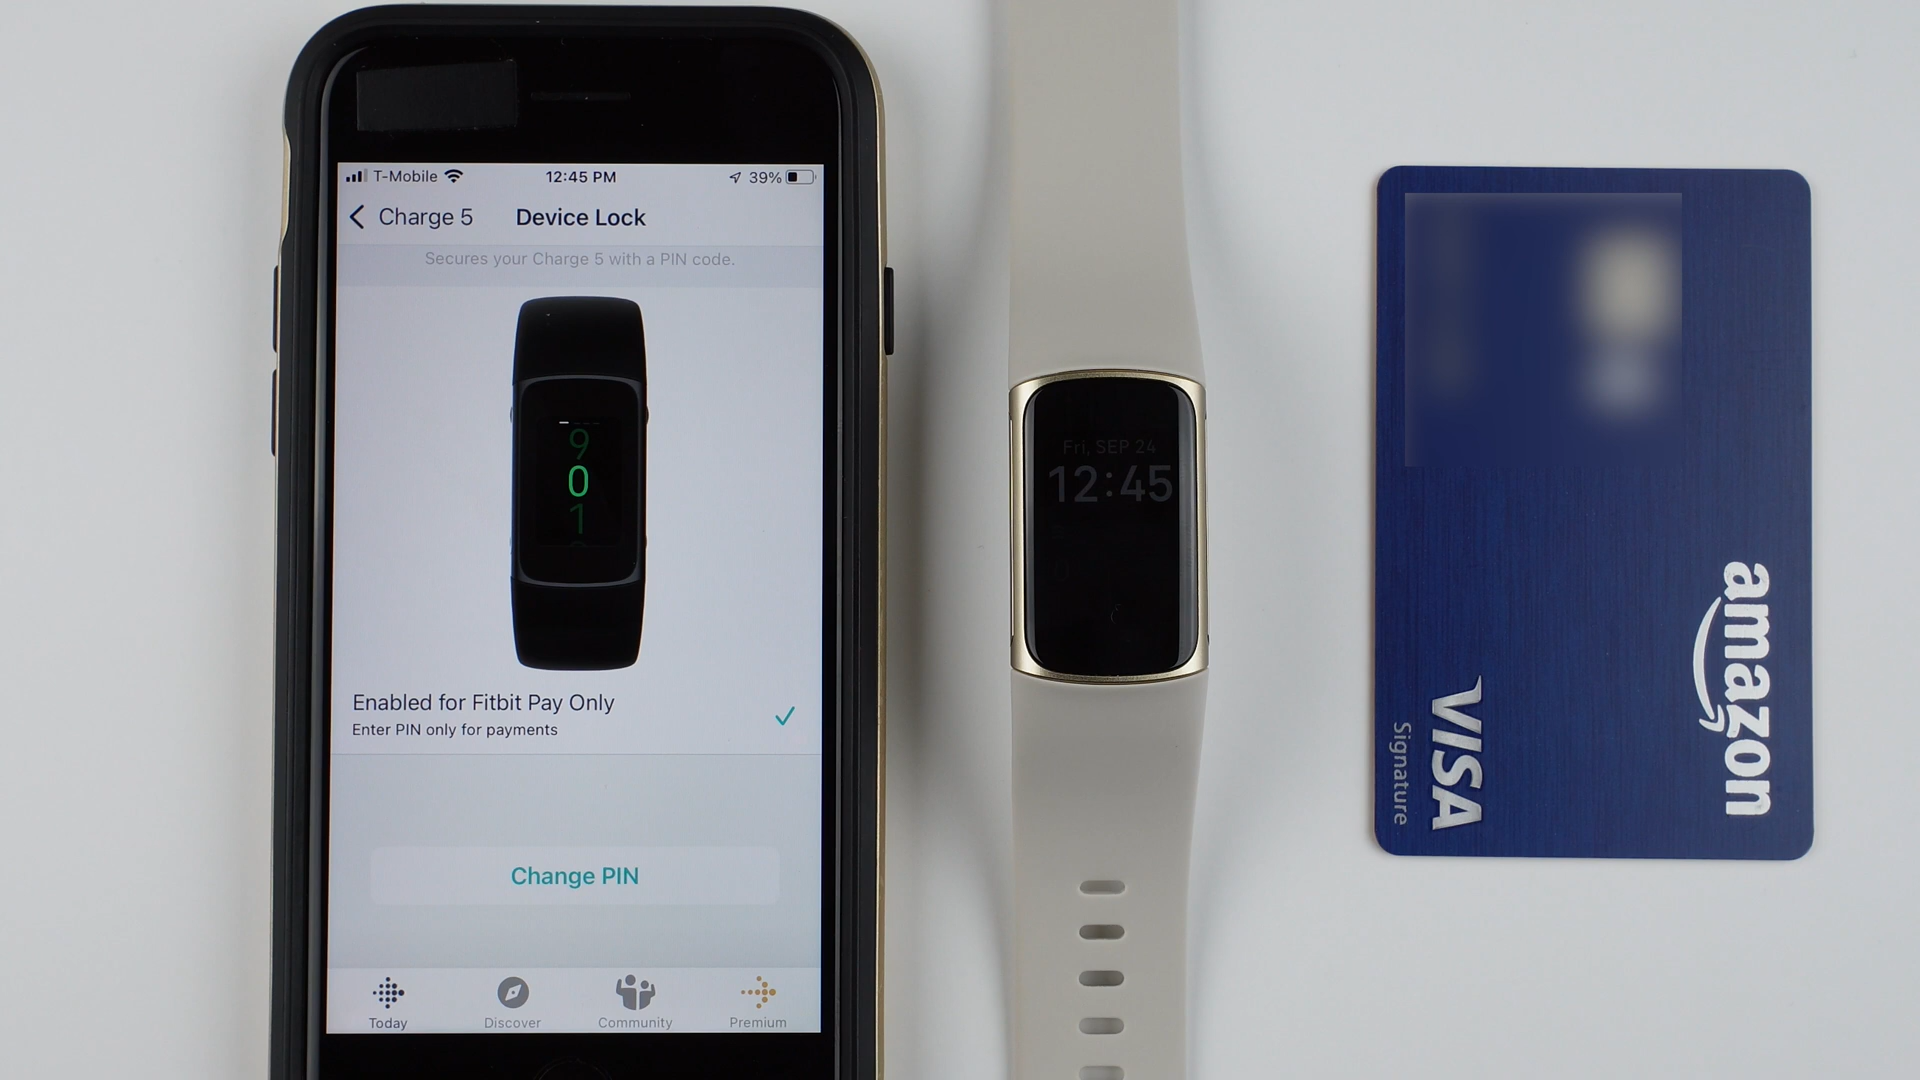 T-Mobile 12:45 PM 39%
Charge 5 Device Lock
Secures your Charge 5 with a PIN code.
9
0
1
Enabled for Fitbit Pay Only
Enter PIN only for payments
Change PIN
Today Discover Community Premium
Fri, SEP 24
12:45
amazon
VISA
Signature